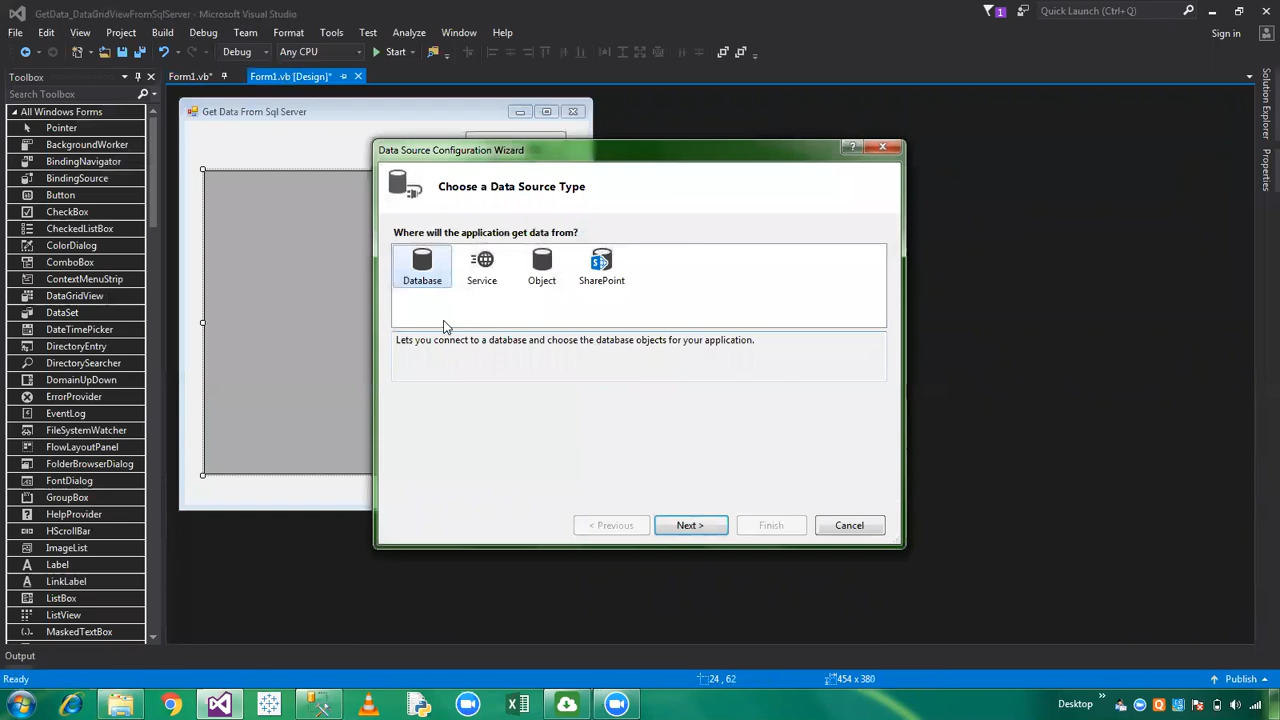 GetData_DataGridViewFromSqlServer - Microsoft Visual Studio
1
Quick Launch (Ctrl+Q)
File Edit View Project Build Debug Team Format Tools Test Analyze Window Help
Sign in
Debug Any CPU Start
Toolbox
Form1.vb*
Form1.vb [Design]*
Search Toolbox
All Windows Forms
Pointer
BackgroundWorker
BindingNavigator
BindingSource
Button
CheckBox
CheckedListBox
ColorDialog
ComboBox
ContextMenuStrip
DataGridView
DataSet
DateTimePicker
DirectoryEntry
DirectorySearcher
DomainUpDown
ErrorProvider
EventLog
FileSystemWatcher
FlowLayoutPanel
FolderBrowserDialog
FontDialog
GroupBox
HelpProvider
HScrollBar
ImageList
Label
LinkLabel
ListBox
ListView
MaskedTextBox
Get Data From Sql Server
Data Source Configuration Wizard
?
Choose a Data Source Type
Where will the application get data from?
Database
Service
Object
SharePoint
Lets you connect to a database and choose the database objects for your application.
< Previous
Next >
Finish
Cancel
Solution Explorer
Properties
Output
Ready
24 , 62
454 x 380
Publish
Desktop